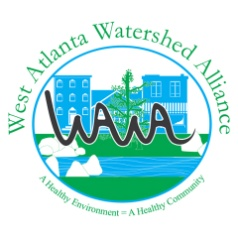 West Atlanta Watershed Alliance
WAWA
A Healthy Environment = A Healthy Community